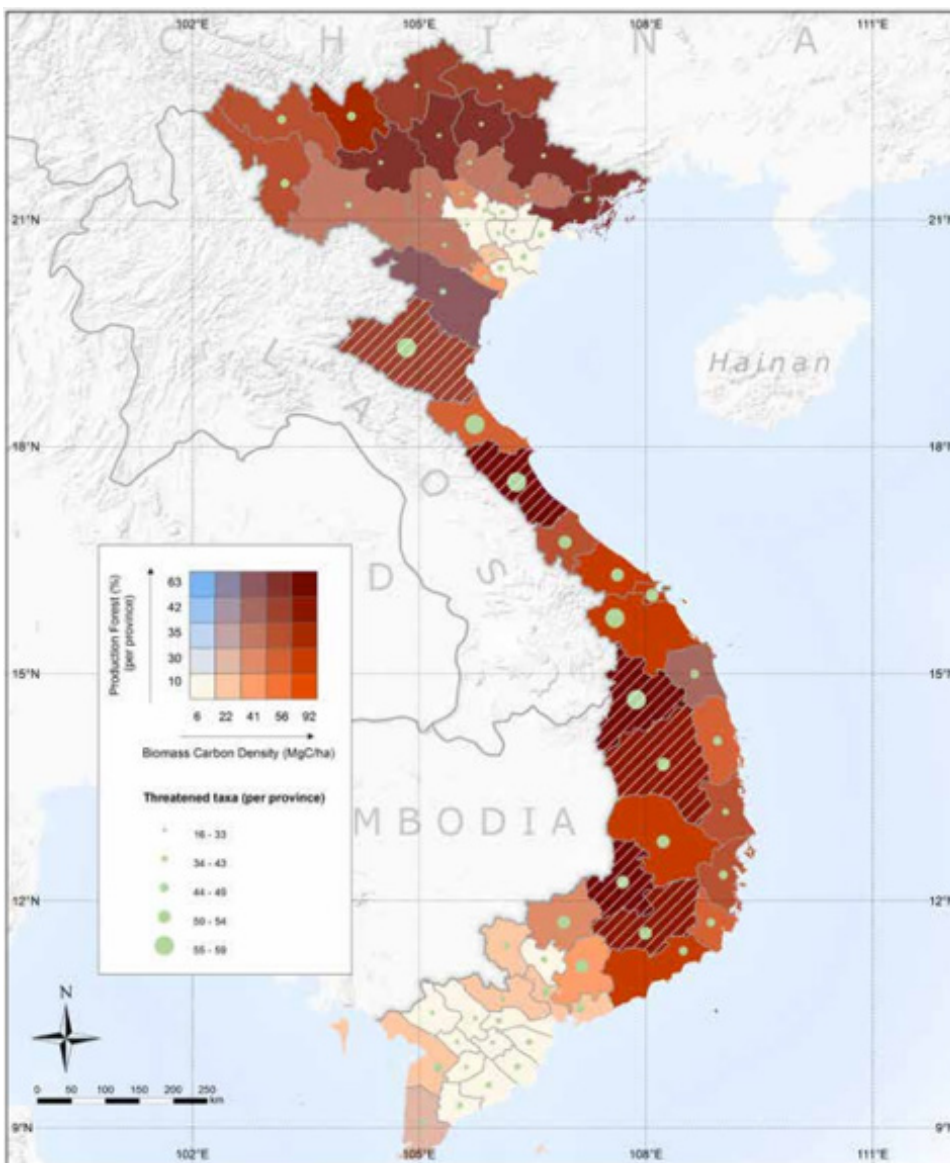 102°E 105°E 108°E 111°E
C H I N A
21°N 21°N
Hainan
L A O S
18°N 18°N
D S
15°N 15°N
Production Forest (%)
(per province)
63
42
35
30
10
6 22 41 56 92
Biomass Carbon Density (MgC/ha)
Threatened taxa (per province)
16 - 33
34 - 43
44 - 49
50 - 54
55 - 59
MBODIA
12°N 12°N
N
0 50 100 150 200 250
km
9°N 9°N
102°E 105°E 108°E 111°E